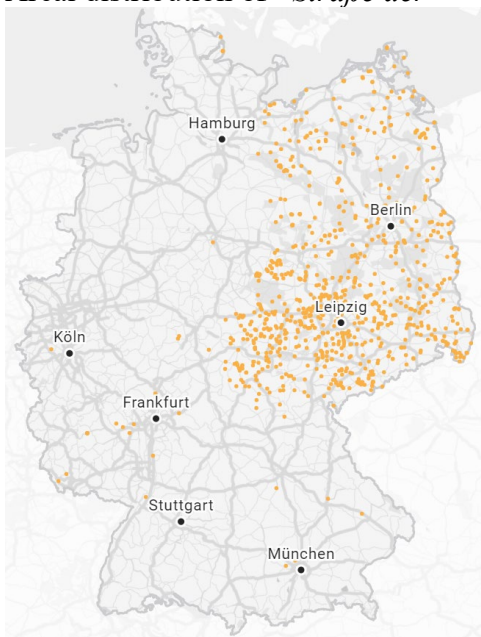 Hamburg
Berlin
Leipzig
Köln
Frankfurt
Stuttgart
München